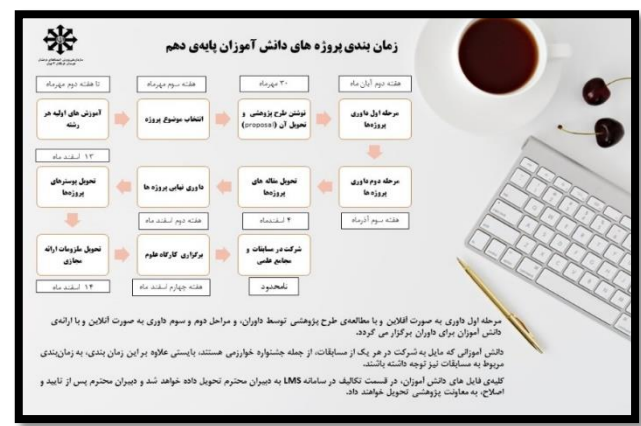 زمان بندی پروژه های دانش آموزان پایه‌ی دهم
تا هفته دوم مهرماه
هفته سوم مهرماه
۳۰ مهرماه
هفته دوم آبان ماه
آموزش های اولیه هر
رشته
انتخاب موضوع پروژه
نوشتن طرح پژوهشی و
تحویل آن (proposal)
مرحله اول داوری
پروژه‌ها
مرحله دوم داوری
پروژه ها
هفته سوم آذرماه
تحویل مقاله های
پروژه‌ها
۴ اسفندماه
داوری نهایی پروژه ها
هفته دوم اسفند ماه
۱۳ اسفند ماه
تحویل پوسترهای
پروژه‌ها
تحویل ملزومات ارائه
مجازی
۱۴ اسفند ماه
برگزاری کارگاه علوم
هفته چهارم اسفند ماه
شرکت در مسابقات و
مجامع علمی
نامحدود
مرحله اول داوری به صورت آفلاین و با مطالعه‌ی طرح پژوهشی توسط داوران، و مراحل دوم و سوم داوری به صورت آنلاین و با ارائه‌ی
دانش آموزان برای داوران برگزار می گردد.
دانش آموزانی که مایل به شرکت در هر یک از مسابقات، از جمله جشنواره خوارزمی هستند، بایستی علاوه بر این زمان بندی، به زمان‌بندی
مربوط به مسابقات نیز توجه داشته باشند.
کلیه‌ی فایل های دانش آموزان، در قسمت تکالیف در سامانه LMS به دبیران محترم تحویل داده خواهد شد و دبیران محترم پس از تایید و
اصلاح، به معاونت پژوهشی تحویل خواهند داد.